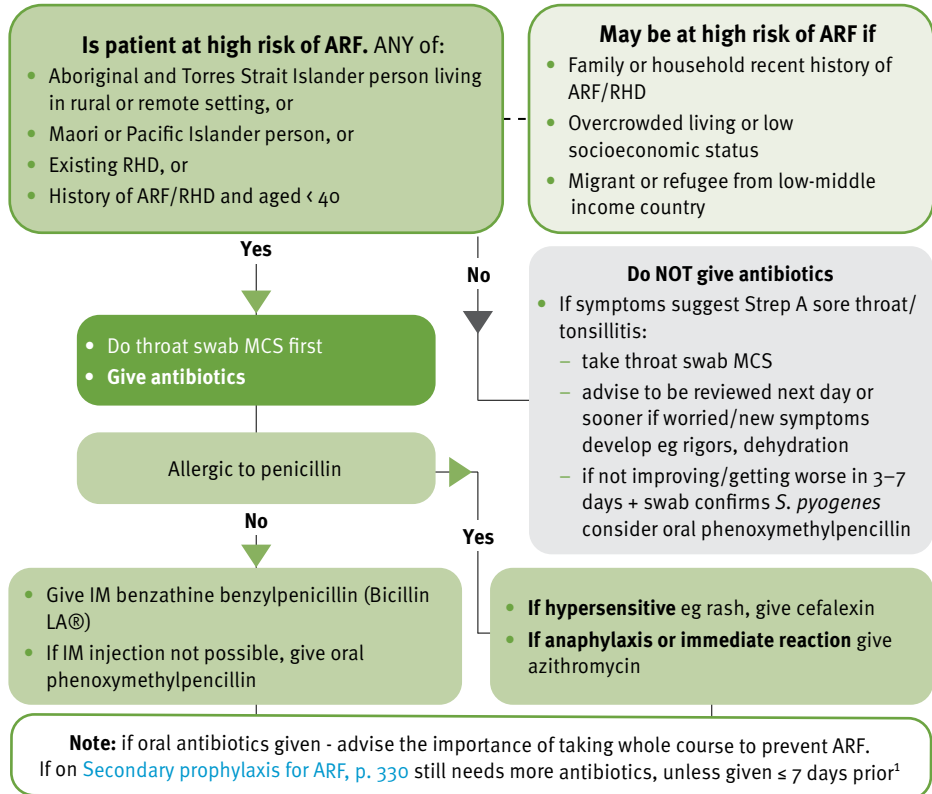 Is patient at high risk of ARF. ANY of:
• Aboriginal and Torres Strait Islander person living
in rural or remote setting, or
• Maori or Pacific Islander person, or
• Existing RHD, or
• History of ARF/RHD and aged < 40
May be at high risk of ARF if
• Family or household recent history of
ARF/RHD
• Overcrowded living or low
socioeconomic status
• Migrant or refugee from low-middle
income country
Yes
No
Do NOT give antibiotics
• If symptoms suggest Strep A sore throat/
tonsillitis:
– take throat swab MCS
– advise to be reviewed next day or
sooner if worried/new symptoms
develop eg rigors, dehydration
– if not improving/getting worse in 3–7
days + swab confirms S. pyogenes
consider oral phenoxymethylpencillin
• Do throat swab MCS first
• Give antibiotics
Allergic to penicillin
No
Yes
• Give IM benzathine benzylpenicillin (Bicillin
LA®)
• If IM injection not possible, give oral
phenoxymethylpencillin
• If hypersensitive eg rash, give cefalexin
• If anaphylaxis or immediate reaction give
azithromycin
Note: if oral antibiotics given - advise the importance of taking whole course to prevent ARF.
If on Secondary prophylaxis for ARF, p. 330 still needs more antibiotics, unless given ≤ 7 days prior¹